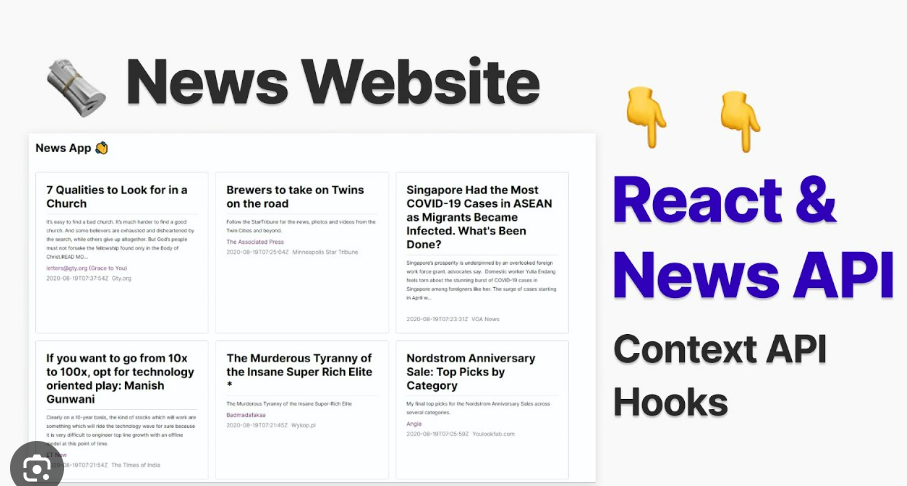 News Website
News App
7 Qualities to Look for in a
Church
It's easy to find a bad church. It's much harder to find a good
church. And some believers are exhausted and disheartened by
the search, while others give up altogether. But God's people
must not forsake the fellowship found only in the Body of
Christ.READ MO...
letters@gty.org (Grace to You)
2020-08-19T07:37:54Z Gty.org
Brewers to take on Twins
on the road
Follow the StarTribune for the news, photos and videos from the
Twin Cities and beyond.
The Associated Press
2020-08-19T07:25:04Z Minneapolis Star Tribune
Singapore Had the Most
COVID-19 Cases in ASEAN
as Migrants Became
Infected. What's Been
Done?
Singapore's prosperity is underpinned by an overlooked foreign
work force grant, advocates say. Domestic worker Yulia Endang
feels torn about the stunning burst of COVID-19 cases in
Singapore among foreigners like her. The surge of cases starting
in April w...
2020-08-19T07:23:31Z VOA News
If you want to go from 10x
to 100x, opt for technology
oriented play: Manish
Gunwani
Clearly on a 10-year basis, the kind of stocks which will work are
something which will ride the technology wave for sure because
it is very difficult to engineer top line growth with an offline
model at this point of time.
ET Now
2020-08-19T07:21:54Z The Times of India
The Murderous Tyranny of
the Insane Super Rich Elite
*
The Murderous Tyranny of the Insane Super-Rich Elite
Badmadafakaa
2020-08-19T07:21:45Z Wykop.pl
Nordstrom Anniversary
Sale: Top Picks by
Category
My final top picks for the Nordstrom Anniversary Sales across
several categories.
Angie
2020-08-19T07:05:59Z Youlookfab.com
React &
News API
Context API
Hooks